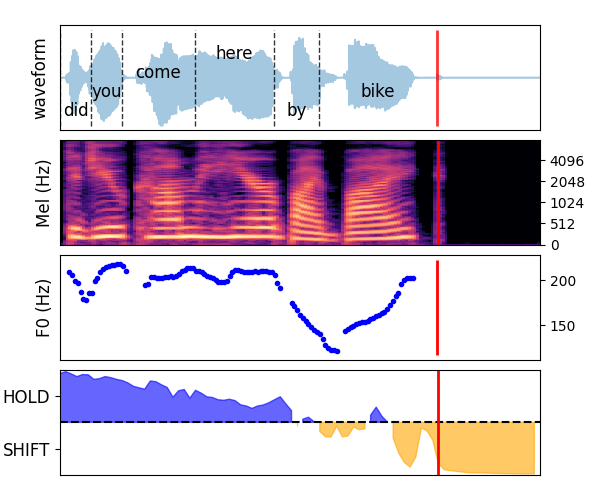 waveform
did
you
come
here
by
bike
Mel (Hz)
4096
2048
1024
512
0
F0 (Hz)
200
150
HOLD
SHIFT